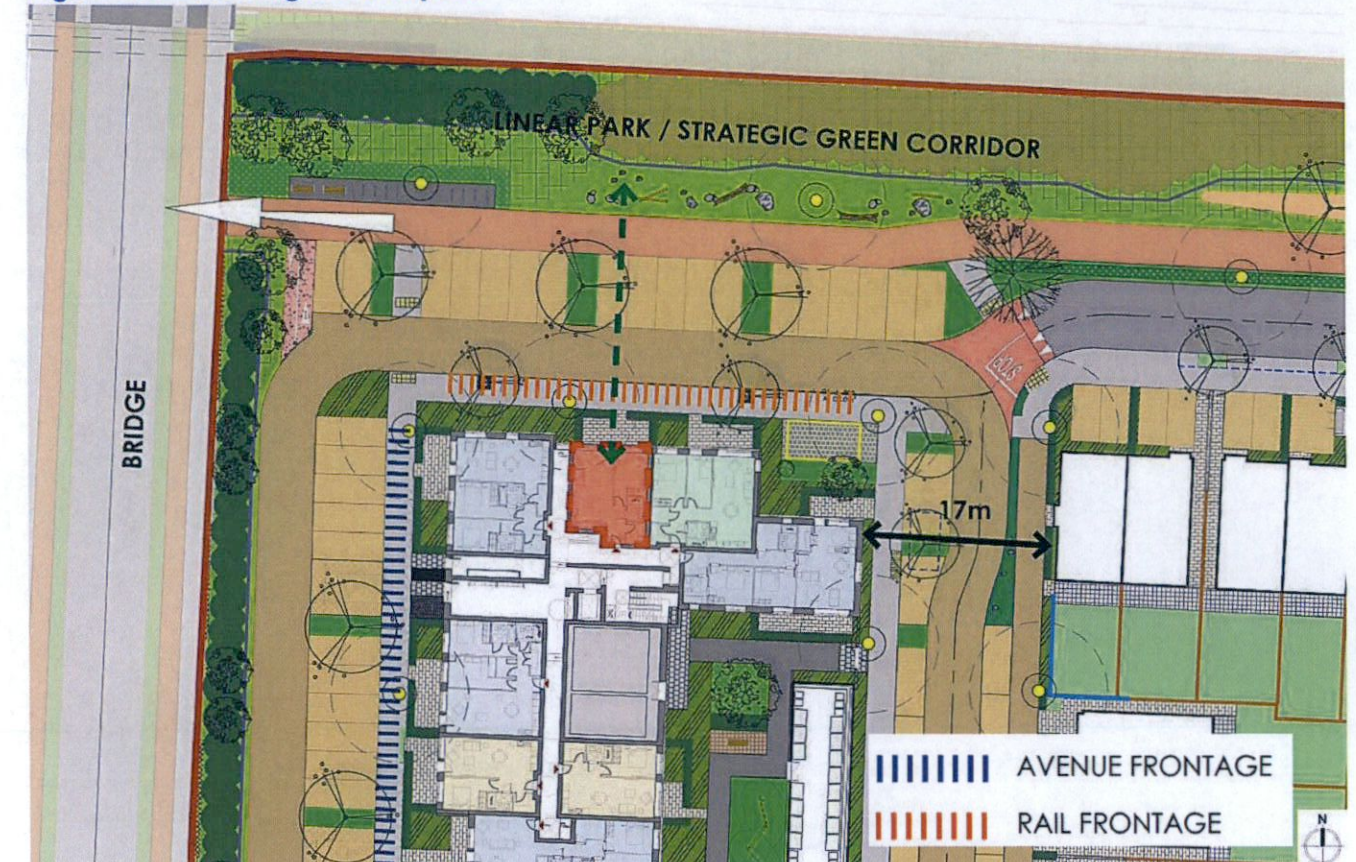 LINEAR PARK / STRATEGIC GREEN CORRIDOR
BRIDGE
17m
AVENUE FRONTAGE
RAIL FRONTAGE
N